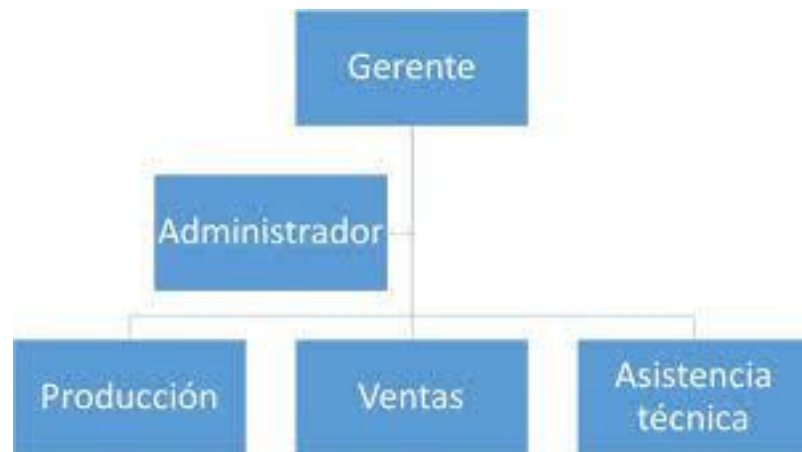 Gerente
Administrador
Producción
Ventas
Asistencia
técnica